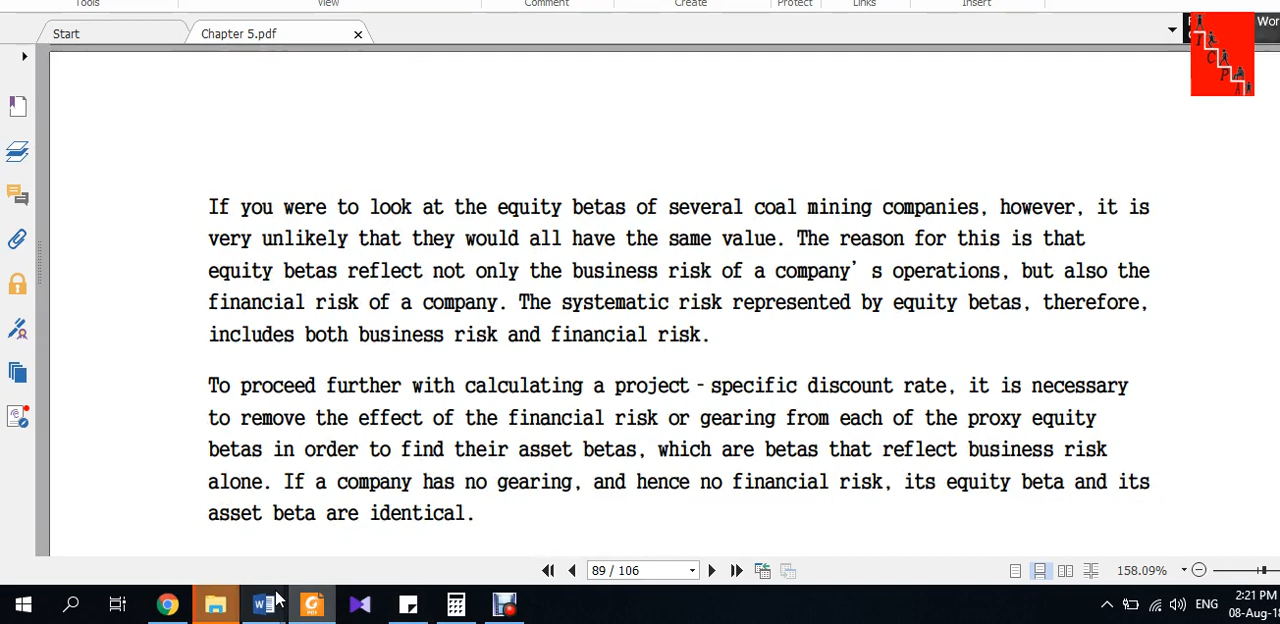 Tools View Comment Create Protect Links Insert
Start Chapter 5.pdf
Wor
T
C
P
A
If you were to look at the equity betas of several coal mining companies, however, it is
very unlikely that they would all have the same value. The reason for this is that
equity betas reflect not only the business risk of a company's operations, but also the
financial risk of a company. The systematic risk represented by equity betas, therefore,
includes both business risk and financial risk.
To proceed further with calculating a project-specific discount rate, it is necessary
to remove the effect of the financial risk or gearing from each of the proxy equity
betas in order to find their asset betas, which are betas that reflect business risk
alone. If a company has no gearing, and hence no financial risk, its equity beta and its
asset beta are identical.
89 / 106 158.09%
2:21 PM
ENG
08-Aug-18